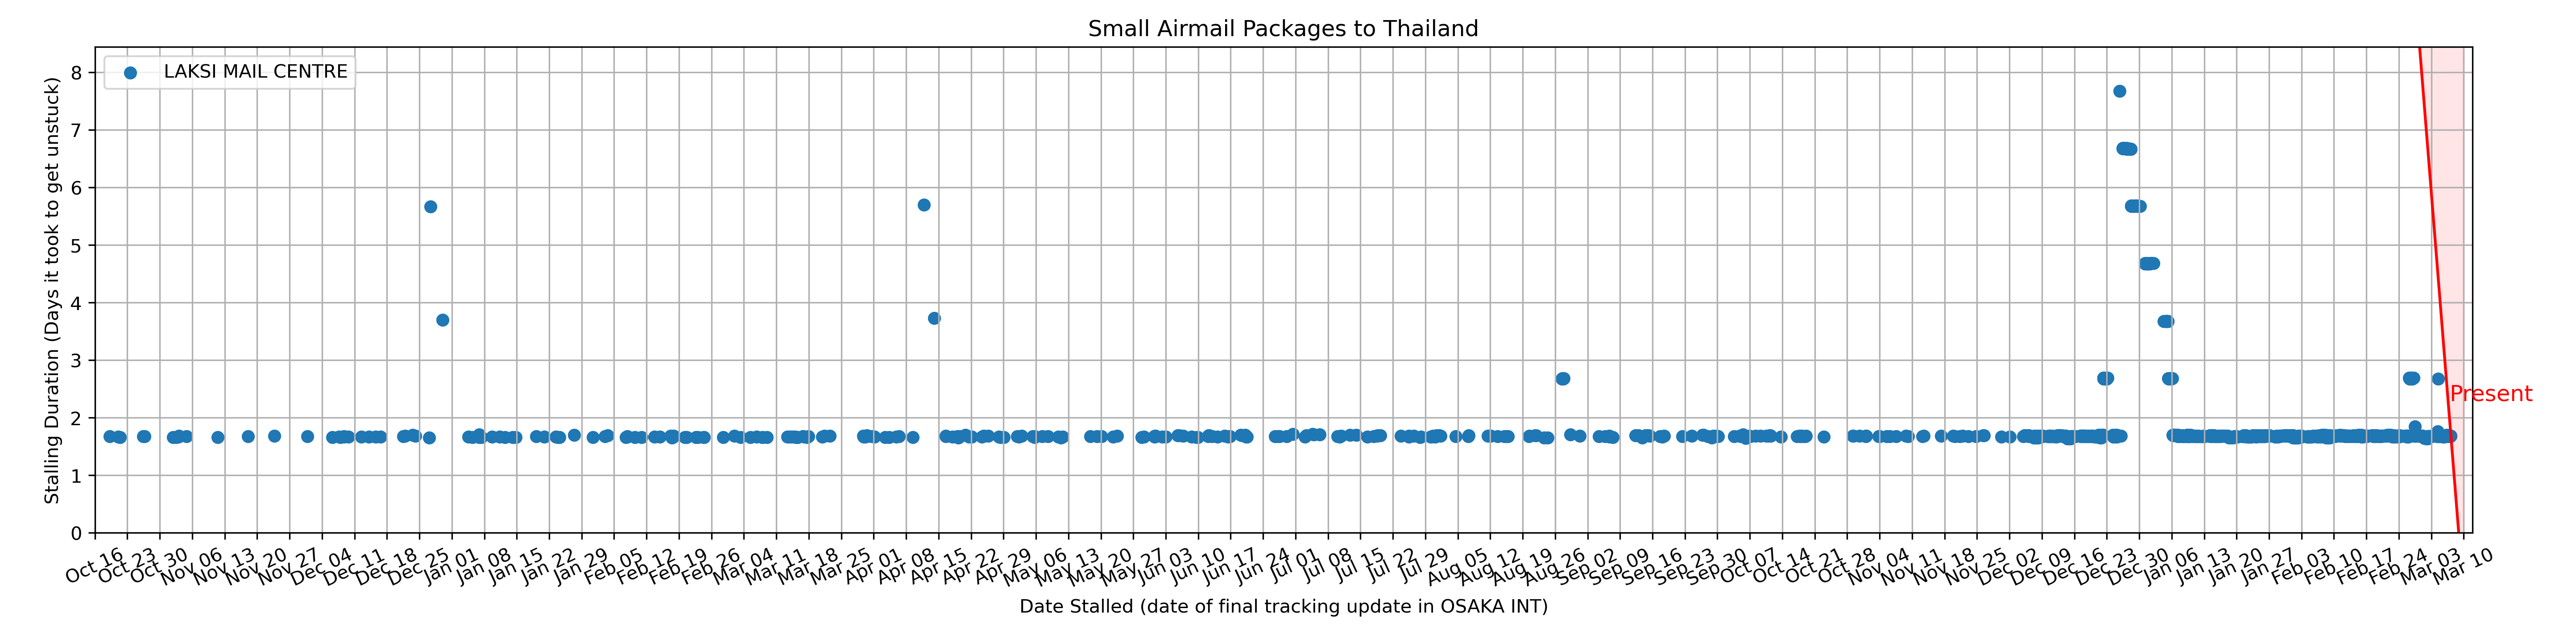 Small Airmail Packages to Thailand
LAKSI MAIL CENTRE
Stalling Duration (Days it took to get unstuck)
8
7
6
5
4
3
2
1
0
Present
Oct 16 Oct 23 Oct 30 Nov 06 Nov 13 Nov 20 Nov 27 Dec 04 Dec 11 Dec 18 Dec 25 Jan 01 Jan 08 Jan 15 Jan 22 Jan 29 Feb 05 Feb 12 Feb 19 Feb 26 Mar 04 Mar 11 Mar 18 Mar 25 Apr 01 Apr 08 Apr 15 Apr 22 Apr 29 May 06 May 13 May 20 May 27 Jun 03 Jun 10 Jun 17 Jun 24 Jul 01 Jul 08 Jul 15 Jul 22 Jul 29 Aug 05 Aug 12 Aug 19 Aug 26 Sep 02 Sep 09 Sep 16 Sep 23 Sep 30 Oct 07 Oct 14 Oct 21 Oct 28 Nov 04 Nov 11 Nov 18 Nov 25 Dec 02 Dec 09 Dec 16 Dec 23 Dec 30 Jan 06 Jan 13 Jan 20 Jan 27 Feb 03 Feb 10 Feb 17 Feb 24 Mar 03 Mar 10
Date Stalled (date of final tracking update in OSAKA INT)